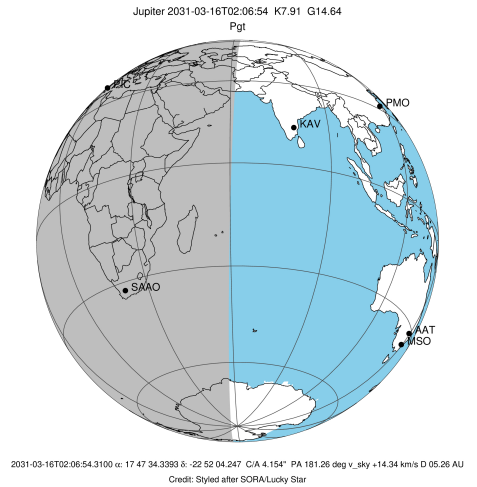 Jupiter 2031-03-16T02:06:54 K7.91 G14.64
Pgt
PIC
PMO
KAV
SAAO
AAT
MSO
2031-03-16T02:06:54.3100 α: 17 47 34.3393 δ: -22 52 04.247 C/A 4.154" PA 181.26 deg v_sky +14.34 km/s D 05.26 AU
Credit: Styled after SORA/Lucky Star